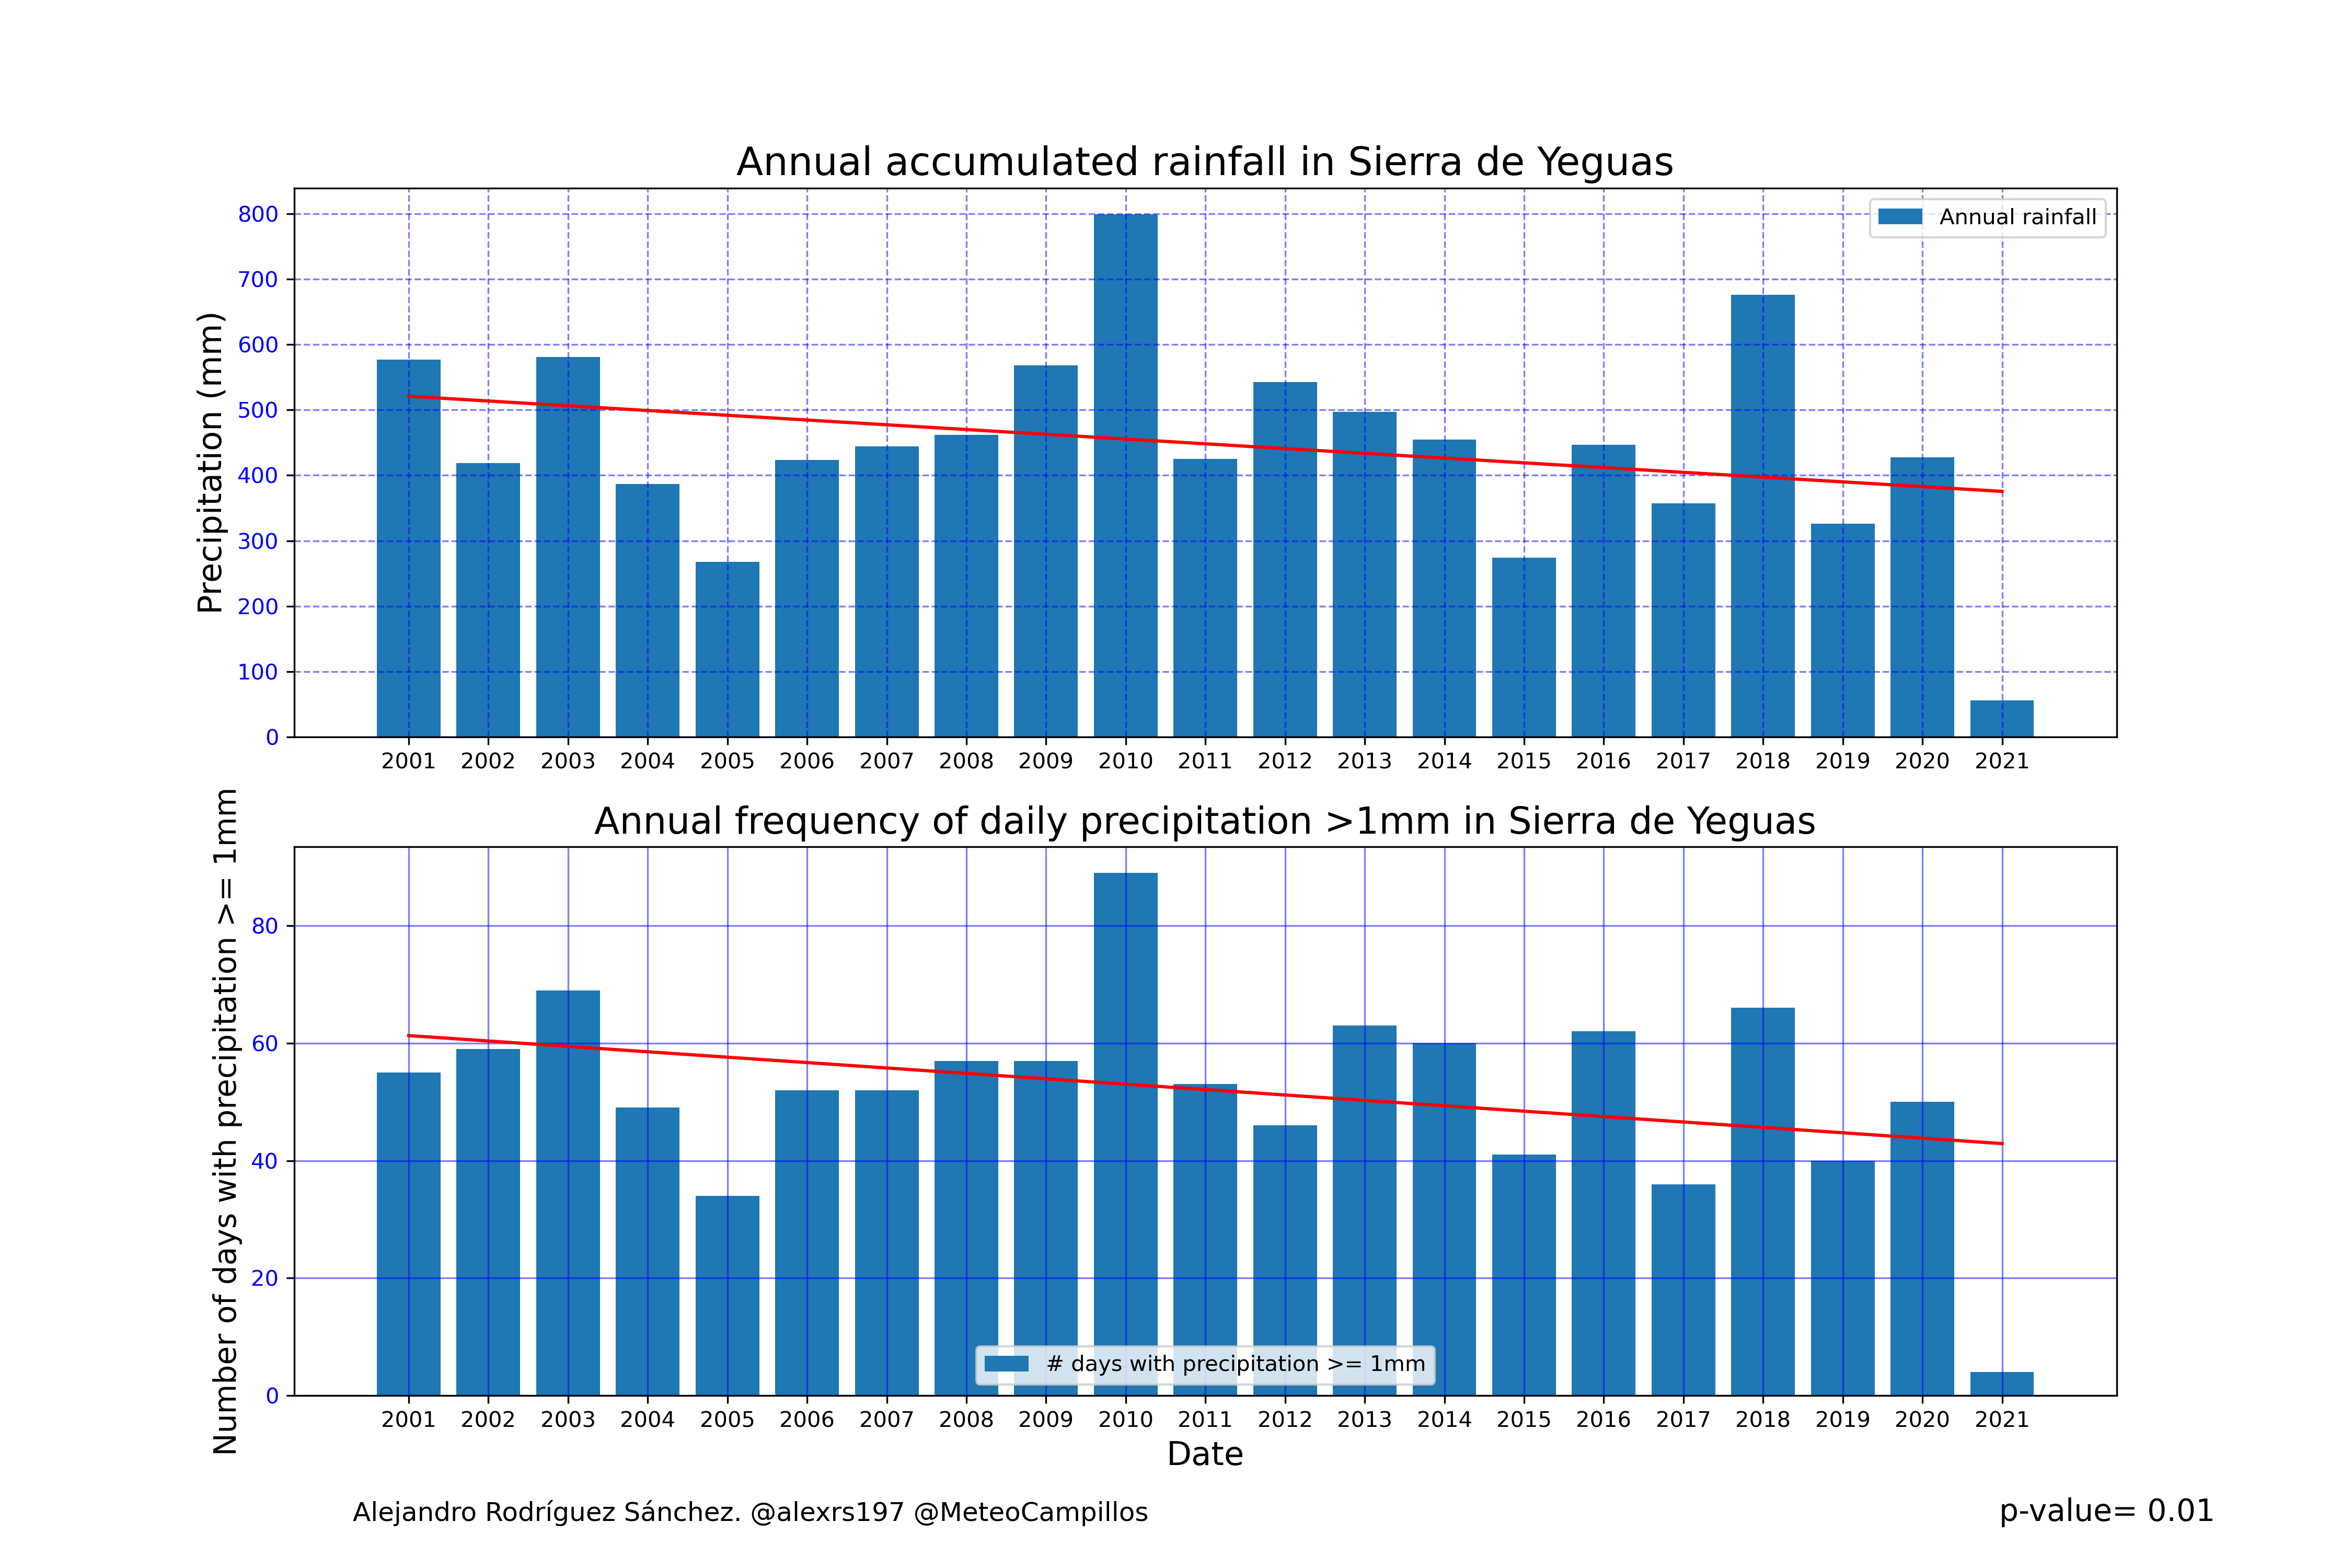 Annual accumulated rainfall in Sierra de Yeguas
Precipitation (mm)
800
700
600
500
400
300
200
100
0
Annual rainfall
2001 2002 2003 2004 2005 2006 2007 2008 2009 2010 2011 2012 2013 2014 2015 2016 2017 2018 2019 2020 2021
Annual frequency of daily precipitation >1mm in Sierra de Yeguas
Number of days with precipitation >= 1mm
80
60
40
20
0
# days with precipitation >= 1mm
2001 2002 2003 2004 2005 2006 2007 2008 2009 2010 2011 2012 2013 2014 2015 2016 2017 2018 2019 2020 2021
Date
Alejandro Rodríguez Sánchez. @alexrs197 @MeteoCampillos
p-value= 0.01